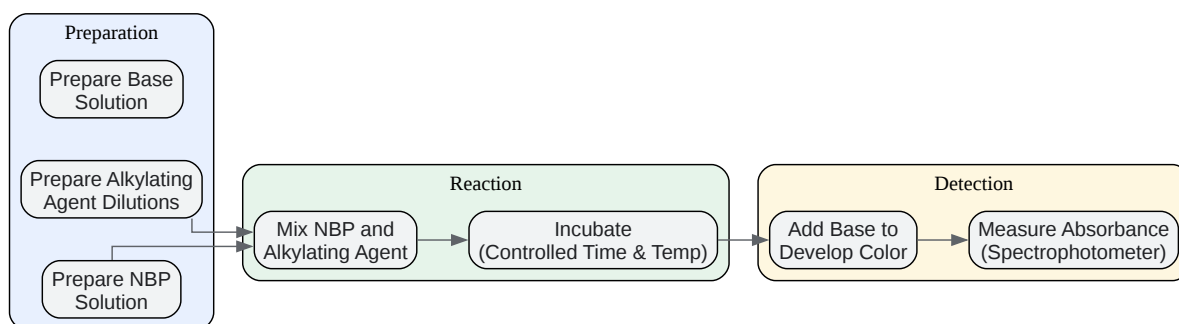 Preparation
Prepare Base
Solution
Prepare Alkylating
Agent Dilutions
Prepare NBP
Solution
Reaction
Mix NBP and
Alkylating Agent
Incubate
(Controlled Time & Temp)
Detection
Add Base to
Develop Color
Measure Absorbance
(Spectrophotometer)